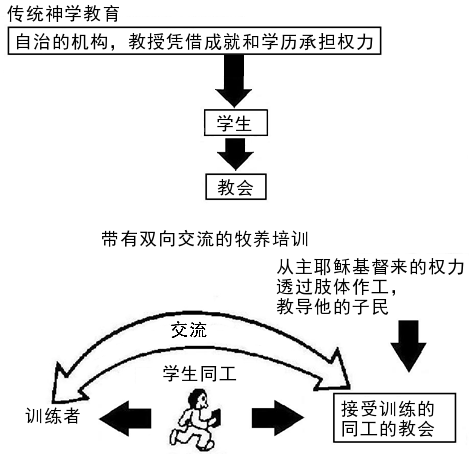 传统神学教育
自治的机构，教授凭借成就和学历承担权力
学生
教会
带有双向交流的牧养培训
从主耶稣基督来的权力
透过肢体作工，
教导他的子民
交流
学生同工
训练者
接受训练的
同工的教会